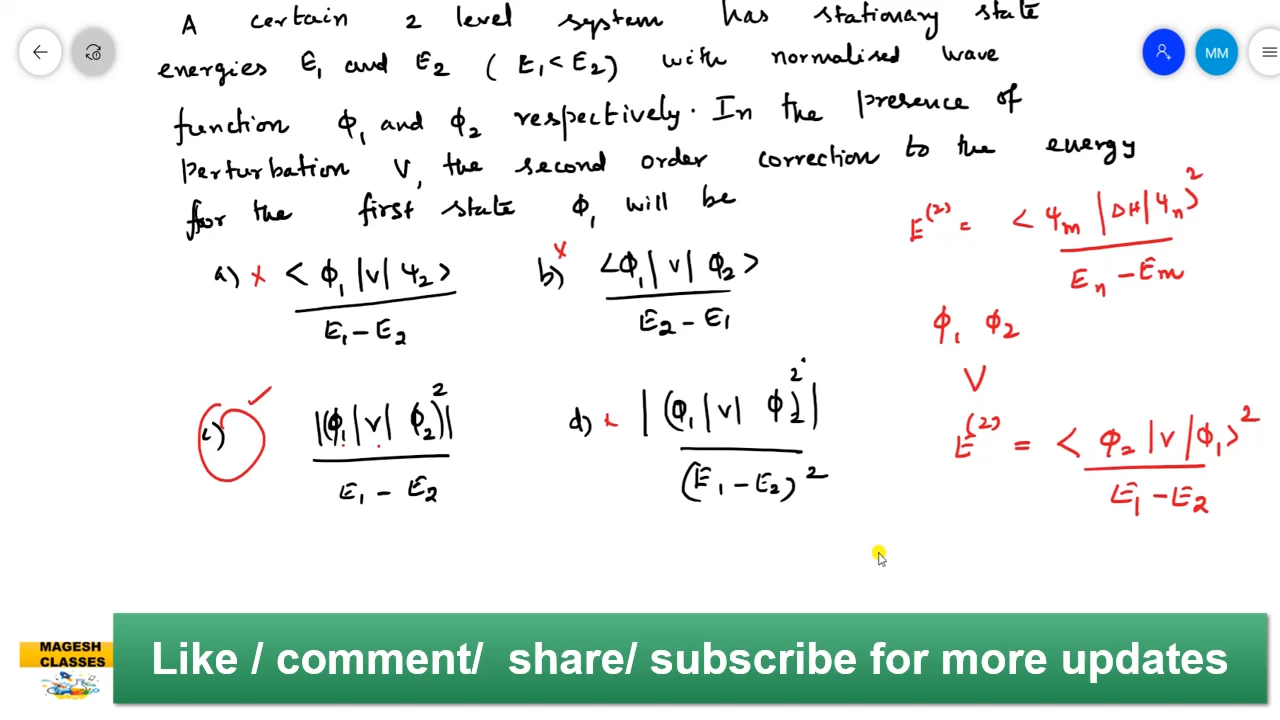 A certain 2 level system has stationary state
energies E₁ and E₂ ( E₁ < E₂) with normalised wave
function ϕ₁ and ϕ₂ respectively. In the presence of
perturbation V, the second order correction to the energy
for the first state ϕ₁ will be
E⁽²⁾ = < Ψm | ΔH | Ψn >² / En - Em
a) x < ϕ₁ |v| Ψ₂ > / E₁ - E₂
b) x <ϕ₁ | v | ϕ₂ > / E₂ - E₁
ϕ₁ ϕ₂
V
c) ✓ |(ϕ₁ | v | ϕ₂)²| / E₁ - E₂
d) x | (ϕ₁ | v | ϕ₂)² | / (E₁ - E₂)²
E⁽²⁾ = < ϕ₂ | v | ϕ₁ >² / E₁ - E₂
MM
MAGESH
CLASSES
Like / comment/ share/ subscribe for more updates